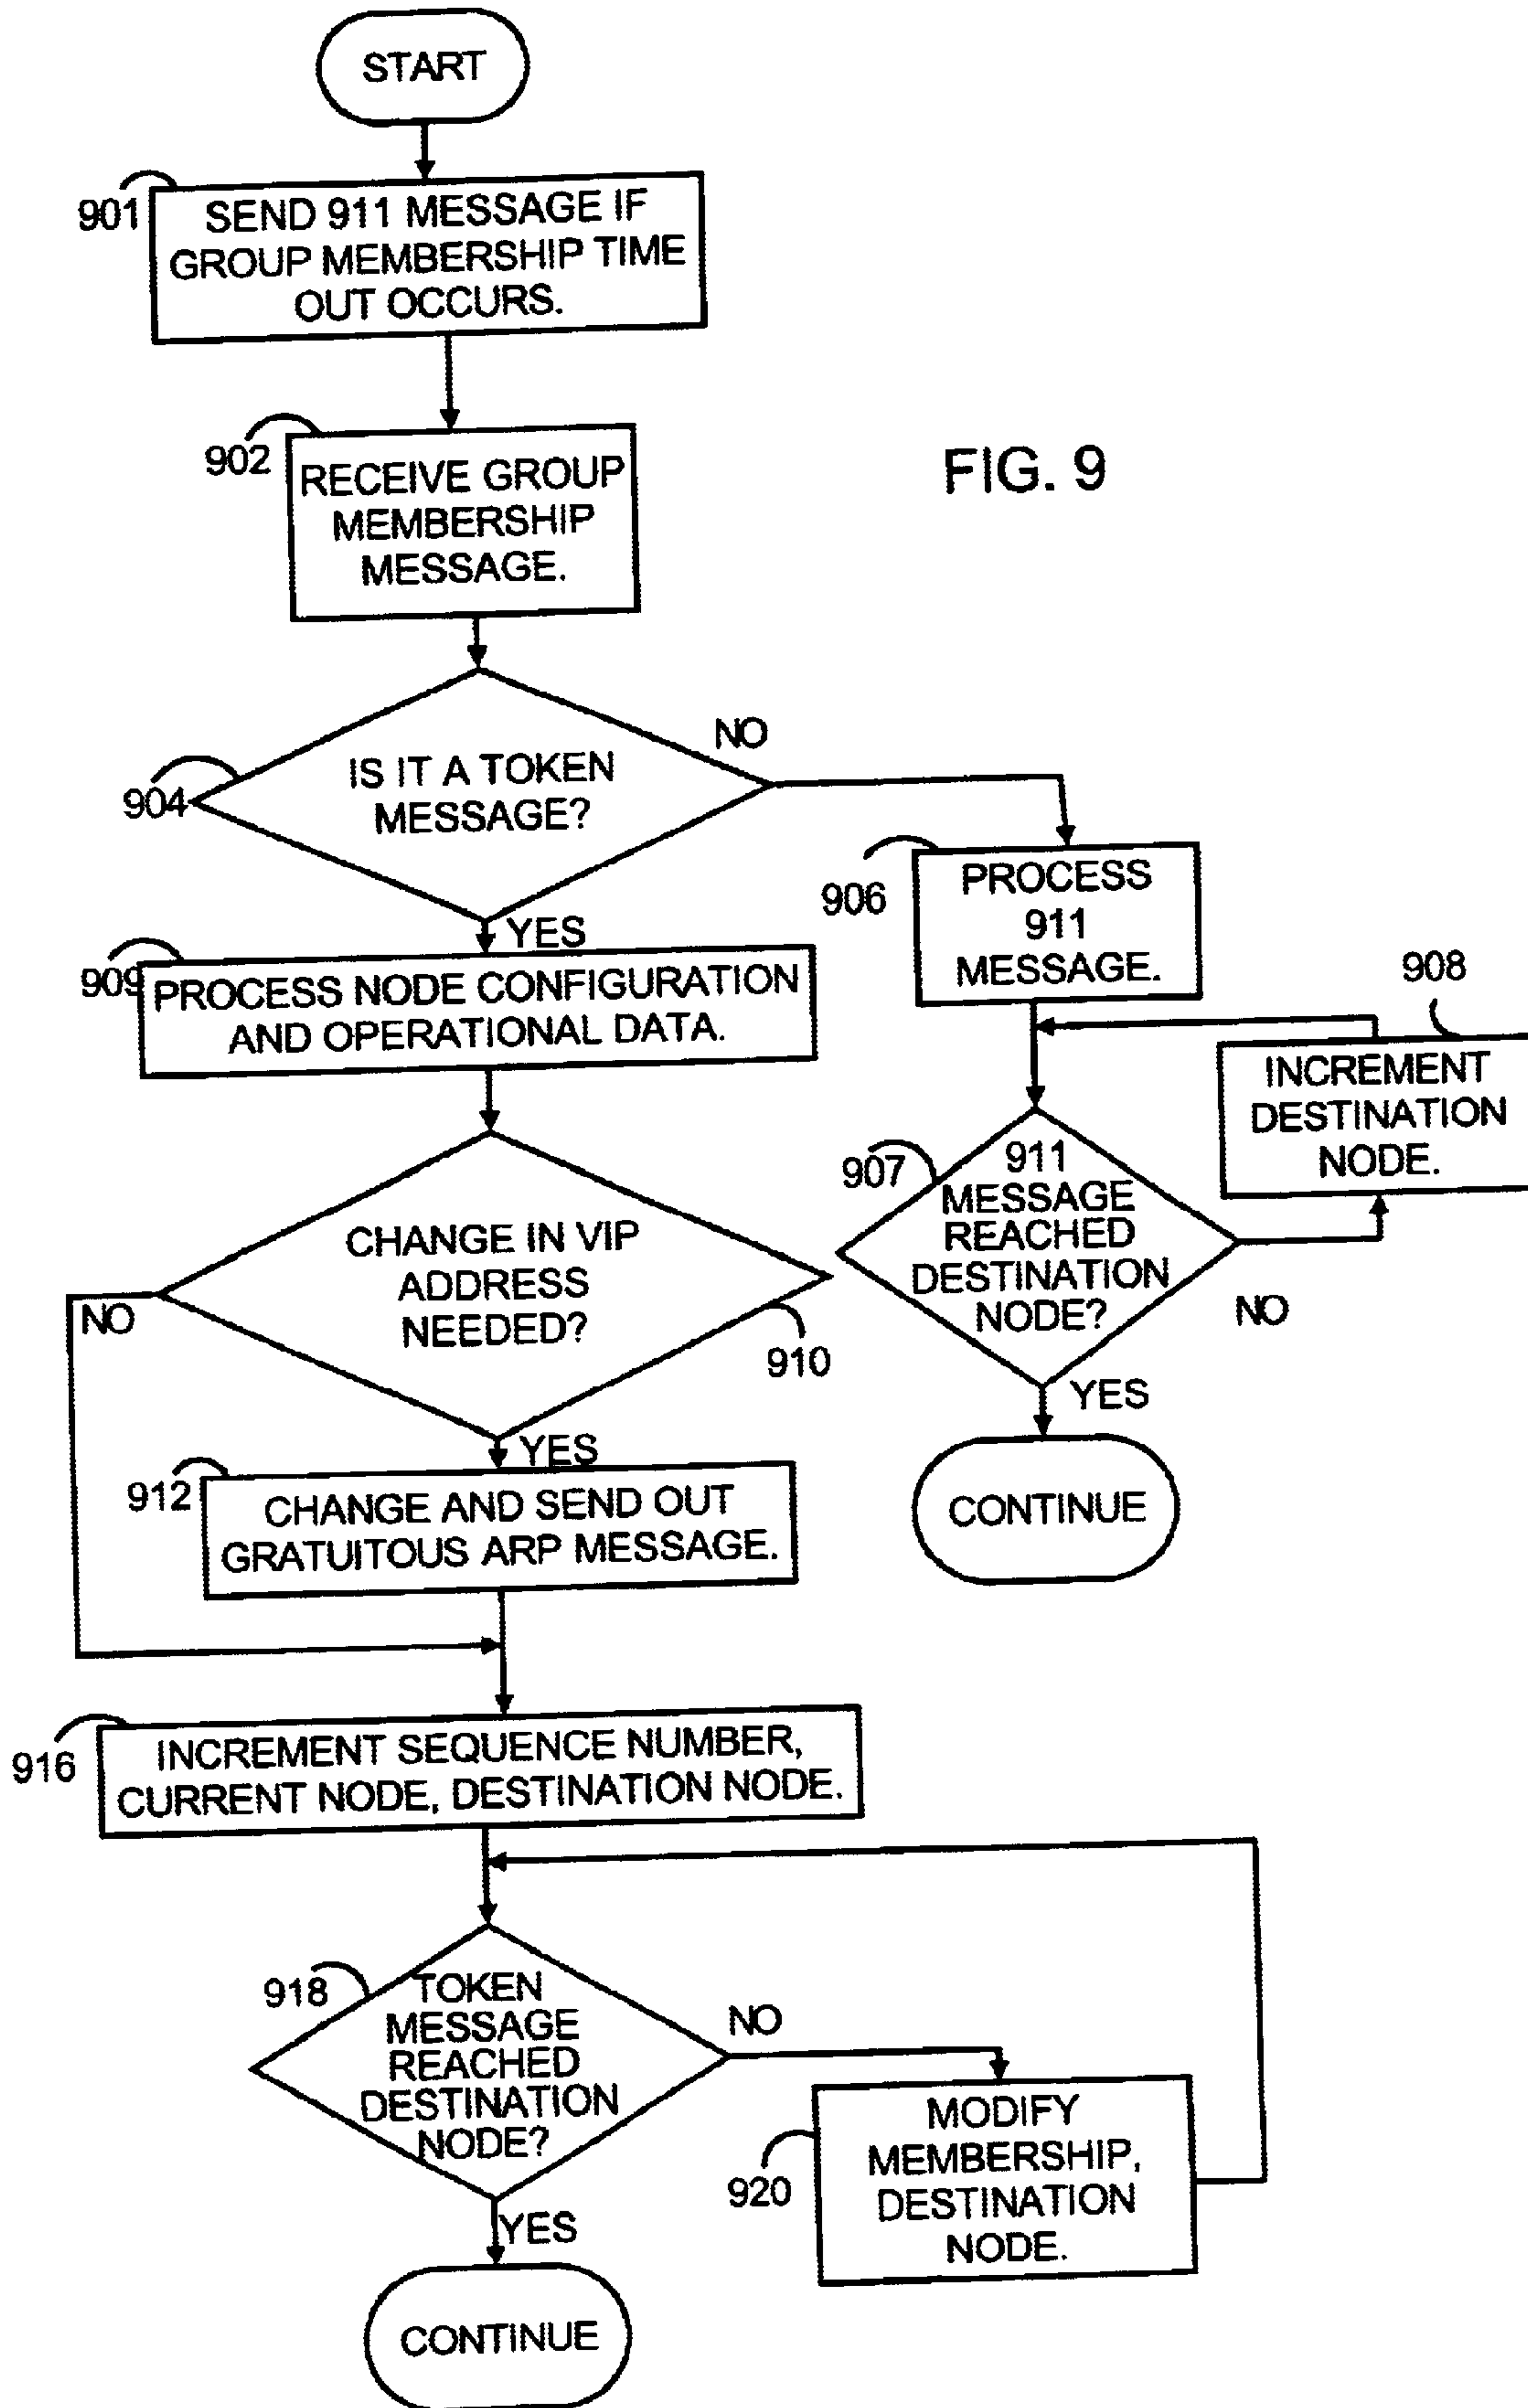 START
901
SEND 911 MESSAGE IF
GROUP MEMBERSHIP TIME
OUT OCCURS.
902
RECEIVE GROUP
MEMBERSHIP
MESSAGE.
FIG. 9
904
IS IT A TOKEN
MESSAGE?
NO
YES
906
PROCESS
911
MESSAGE.
908
INCREMENT
DESTINATION
NODE.
909
PROCESS NODE CONFIGURATION
AND OPERATIONAL DATA.
907
911
MESSAGE
REACHED
DESTINATION
NODE?
NO
YES
CONTINUE
CHANGE IN VIP
ADDRESS
NEEDED?
NO
910
YES
912
CHANGE AND SEND OUT
GRATUITOUS ARP MESSAGE.
916
INCREMENT SEQUENCE NUMBER,
CURRENT NODE, DESTINATION NODE.
918
TOKEN
MESSAGE
REACHED
DESTINATION
NODE?
NO
YES
920
MODIFY
MEMBERSHIP,
DESTINATION
NODE.
CONTINUE